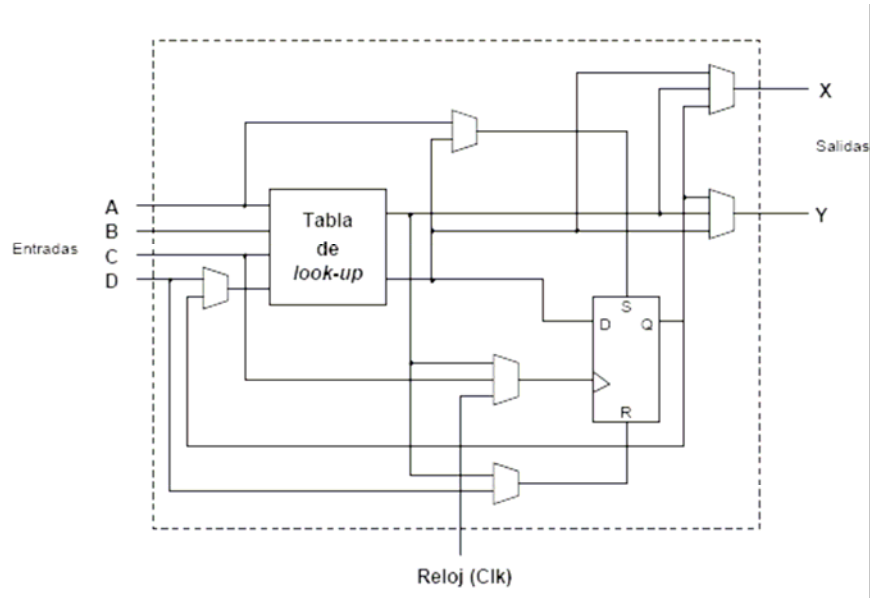 X
Salidas
Y
A
B
C
D
Entradas
Tabla
de
look-up
S
D Q
R
Reloj (Clk)